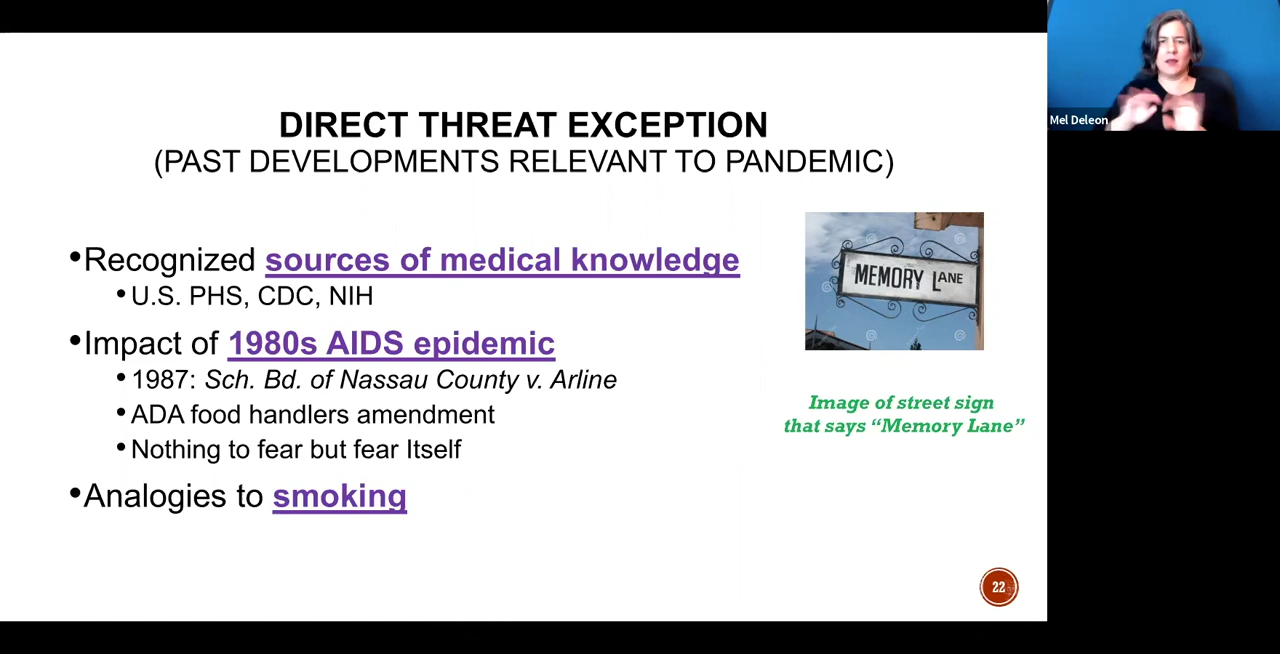 DIRECT THREAT EXCEPTION
(PAST DEVELOPMENTS RELEVANT TO PANDEMIC)
•Recognized sources of medical knowledge
•U.S. PHS, CDC, NIH
•Impact of 1980s AIDS epidemic
•1987: Sch. Bd. of Nassau County v. Arline
•ADA food handlers amendment
•Nothing to fear but fear Itself
•Analogies to smoking
MEMORY LANE
Image of street sign
that says “Memory Lane”
22
Mel Deleon